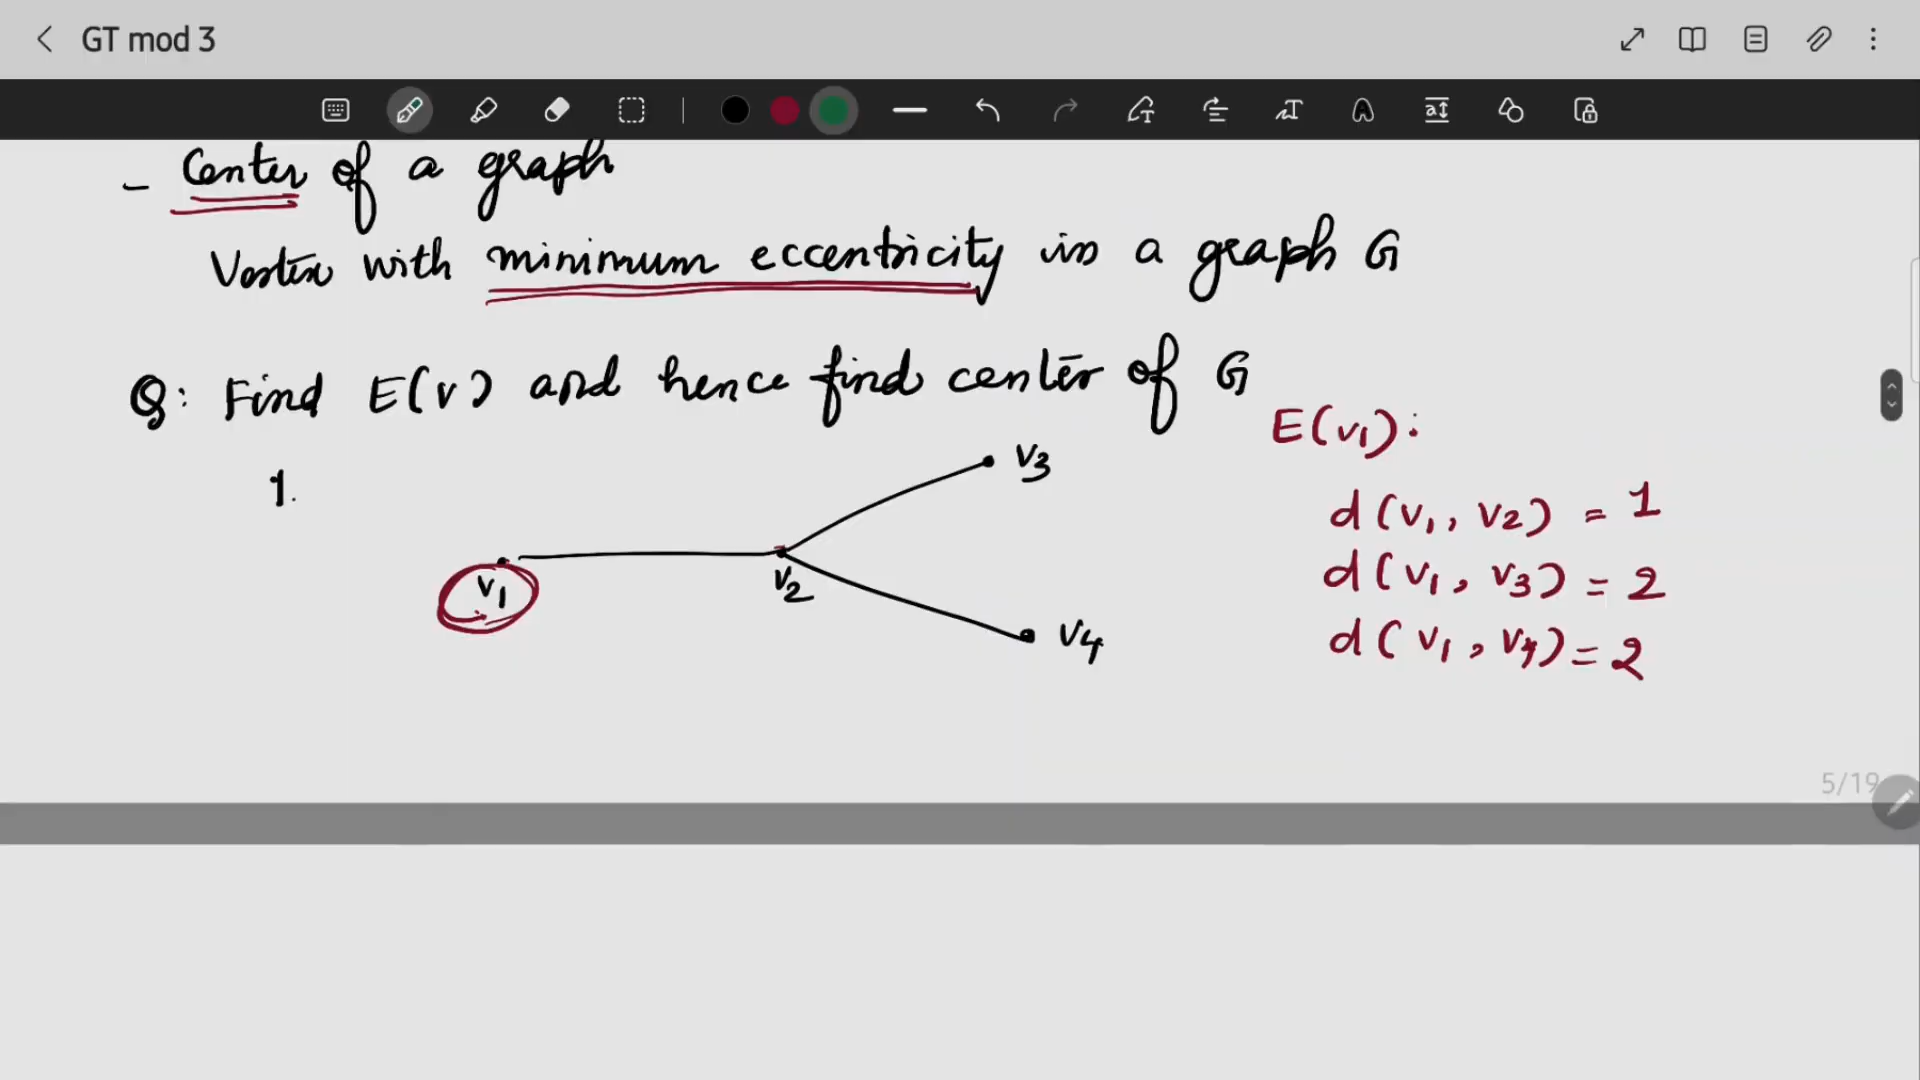 GT mod 3
- Center of a graph
Vertex with minimum eccentricity in a graph G
Q: Find E(v) and hence find center of G
E(v1):
1.
v3
d(v1, v2) = 1
v1
v2
d(v1, v3) = 2
v4
d(v1, v4) = 2
5/19